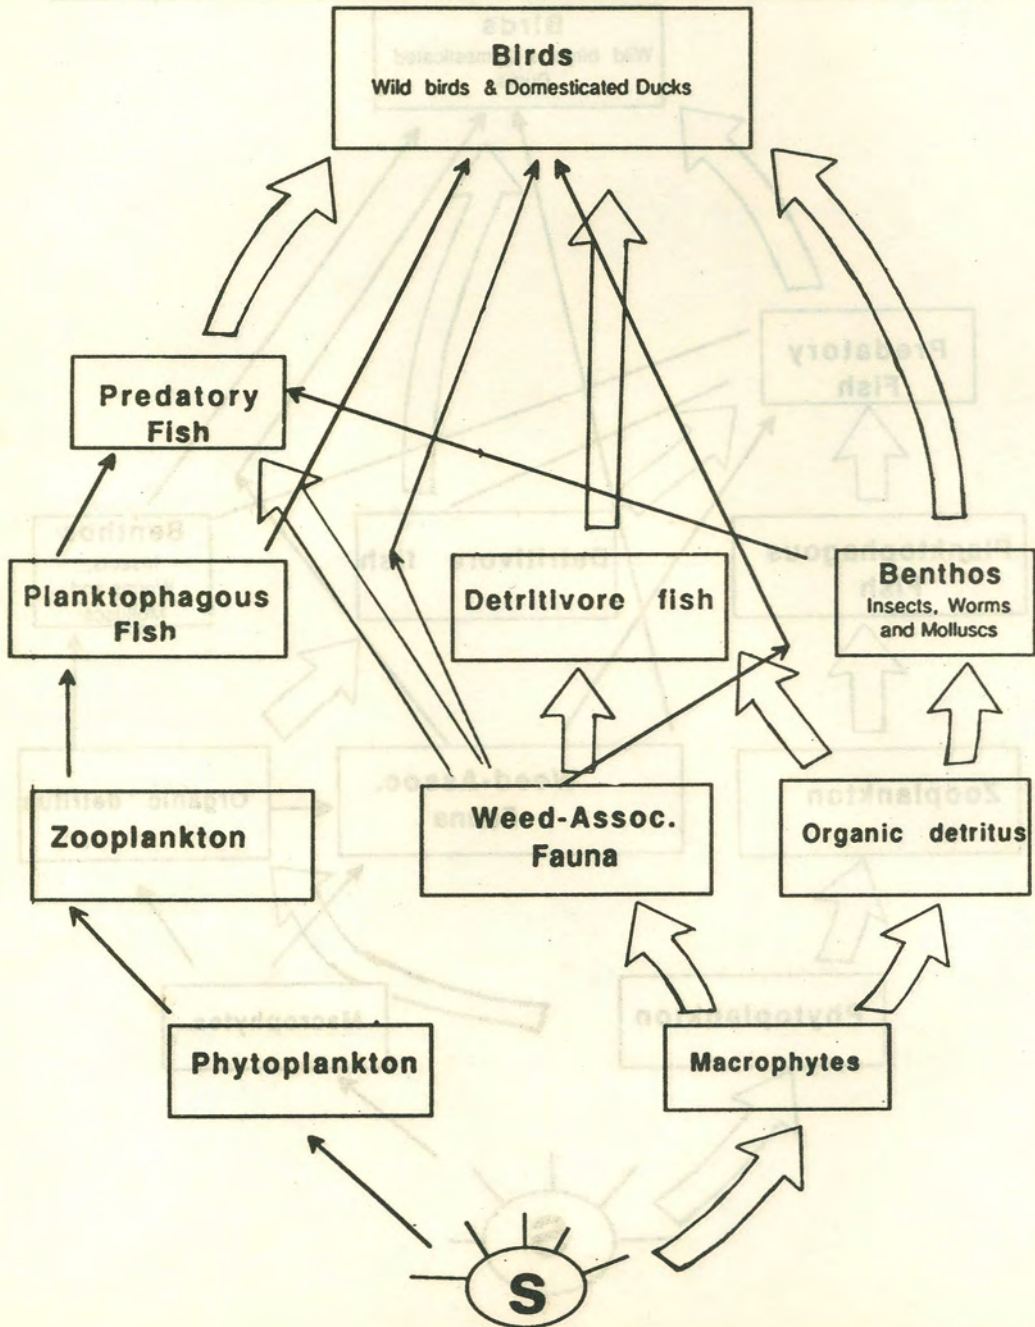 Birds
Wild birds & Domesticated Ducks
Predatory
Fish
Planktophagous
Fish
Detritivore fish
Benthos
Insects, Worms
and Molluscs
Zooplankton
Weed-Assoc.
Fauna
Organic detritus
Phytoplankton
Macrophytes
S